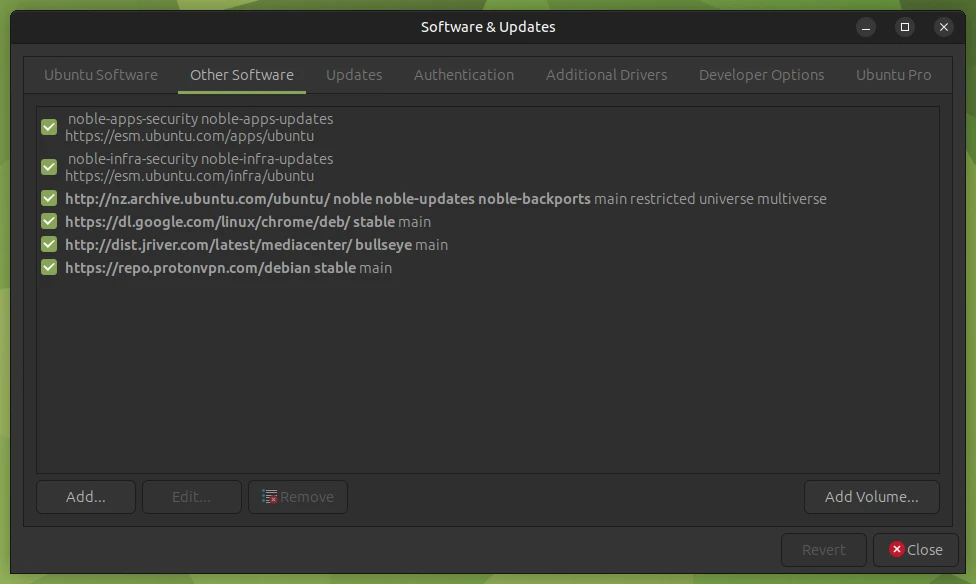 Software & Updates
Ubuntu Software Other Software Updates Authentication Additional Drivers Developer Options Ubuntu Pro
noble-apps-security noble-apps-updates
https://esm.ubuntu.com/apps/ubuntu
noble-infra-security noble-infra-updates
https://esm.ubuntu.com/infra/ubuntu
http://nz.archive.ubuntu.com/ubuntu/ noble noble-updates noble-backports main restricted universe multiverse
https://dl.google.com/linux/chrome/deb/ stable main
http://dist.jriver.com/latest/mediacenter/ bullseye main
https://repo.protonvpn.com/debian stable main
Add... Edit... Remove Add Volume...
Revert Close